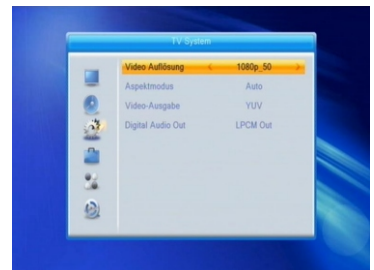 TV System
Video Auflösung < 1080p_50 >
Aspektmodus Auto
Video-Ausgabe YUV
Digital Audio Out LPCM Out